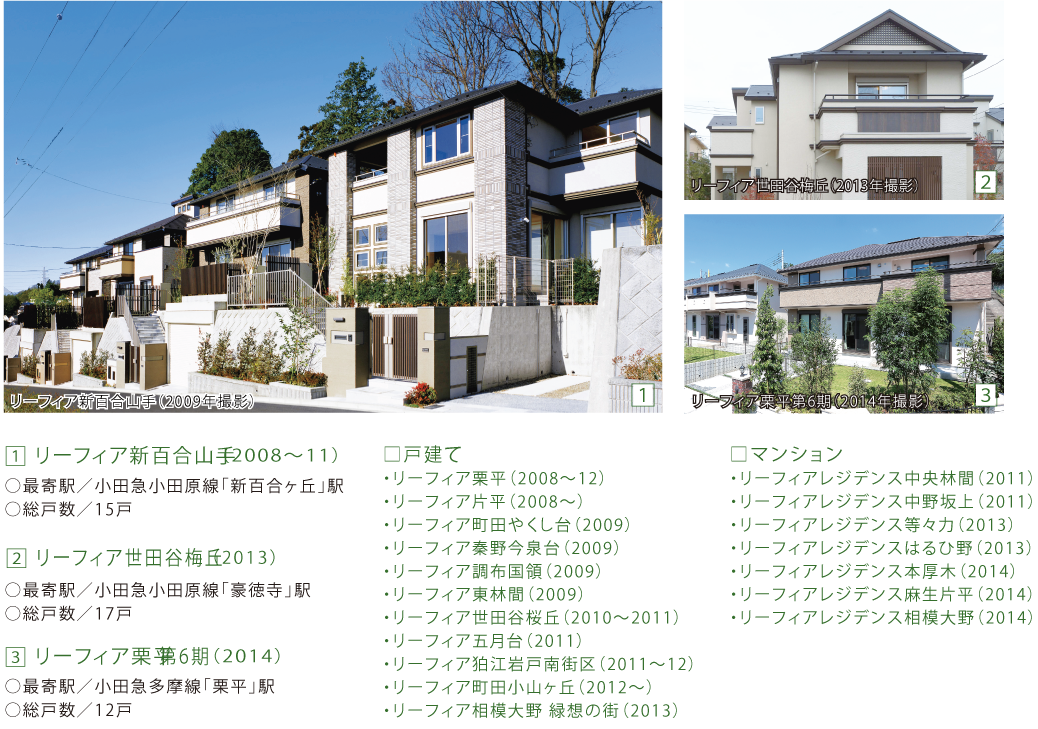 リーフィア新百合山手(2009年撮影)
1
リーフィア世田谷梅丘(2013年撮影)
2
リーフィア栗平第6期(2014年撮影)
3
1 リーフィア新百合山手(2008～11)
○最寄駅／小田急小田原線「新百合ヶ丘」駅
○総戸数／15戸
2 リーフィア世田谷梅丘(2013)
○最寄駅／小田急小田原線「豪徳寺」駅
○総戸数／17戸
3 リーフィア栗平第6期(2014)
○最寄駅／小田急多摩線「栗平」駅
○総戸数／12戸
□戸建て
・リーフィア栗平(2008～12)
・リーフィア片平(2008～)
・リーフィア町田やくし台(2009)
・リーフィア秦野今泉台(2009)
・リーフィア調布国領(2009)
・リーフィア東林間(2009)
・リーフィア世田谷桜丘(2010～2011)
・リーフィア五月台(2011)
・リーフィア狛江岩戸南街区(2011～12)
・リーフィア町田小山ヶ丘(2012～)
・リーフィア相模大野 緑想の街(2013)
□マンション
・リーフィアレジデンス中央林間(2011)
・リーフィアレジデンス中野坂上(2011)
・リーフィアレジデンス等々力(2013)
・リーフィアレジデンスはるひ野(2013)
・リーフィアレジデンス本厚木(2014)
・リーフィアレジデンス麻生片平(2014)
・リーフィアレジデンス相模大野(2014)